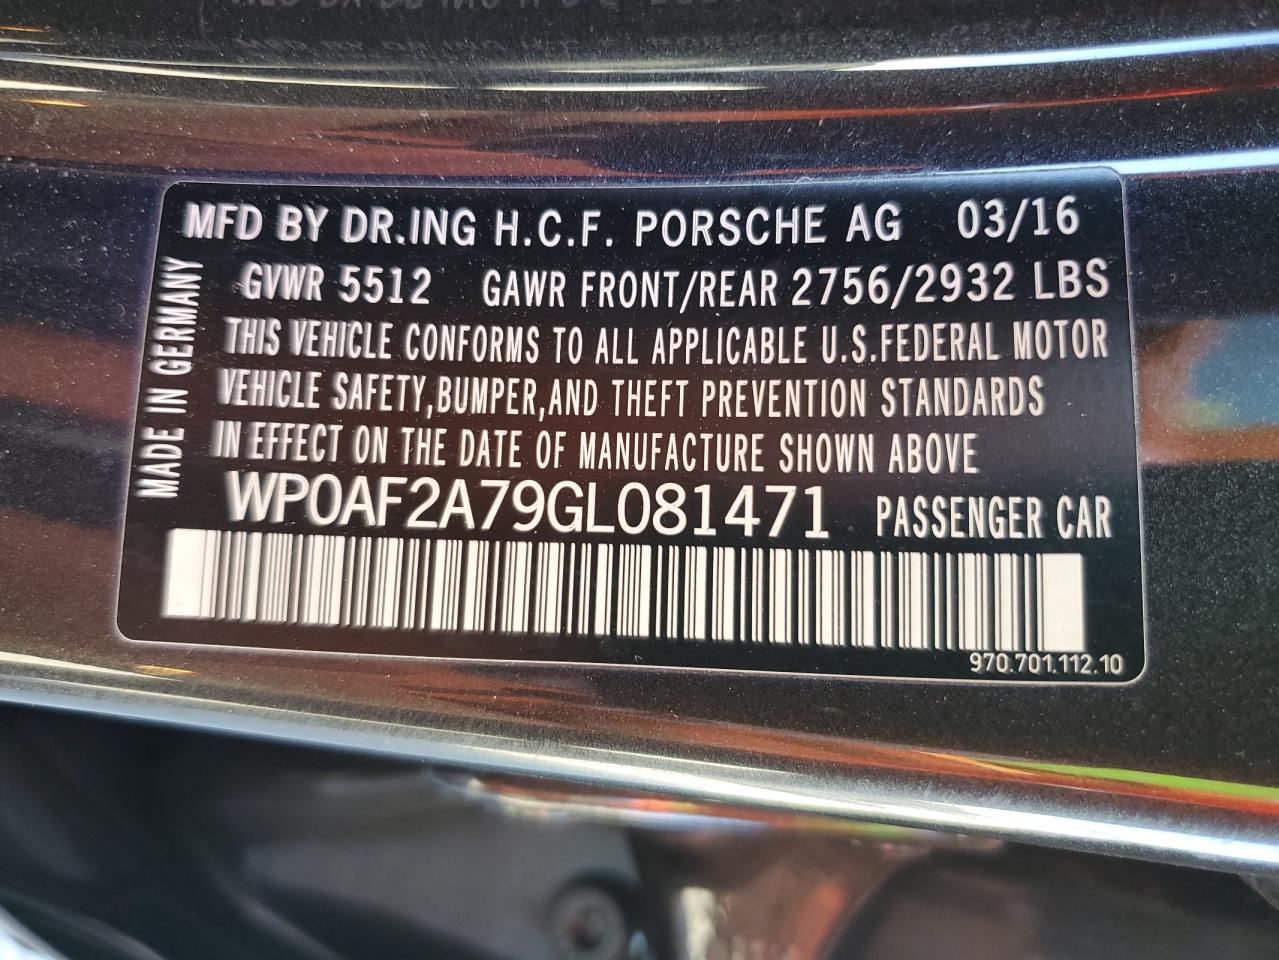 MFD BY DR.ING H.C.F. PORSCHE AG 03/16
GVWR 5512 GAWR FRONT/REAR 2756/2932 LBS
THIS VEHICLE CONFORMS TO ALL APPLICABLE U.S.FEDERAL MOTOR
VEHICLE SAFETY,BUMPER,AND THEFT PREVENTION STANDARDS
IN EFFECT ON THE DATE OF MANUFACTURE SHOWN ABOVE
WP0AF2A79GL081471 PASSENGER CAR
970.701.112.10
MADE IN GERMANY